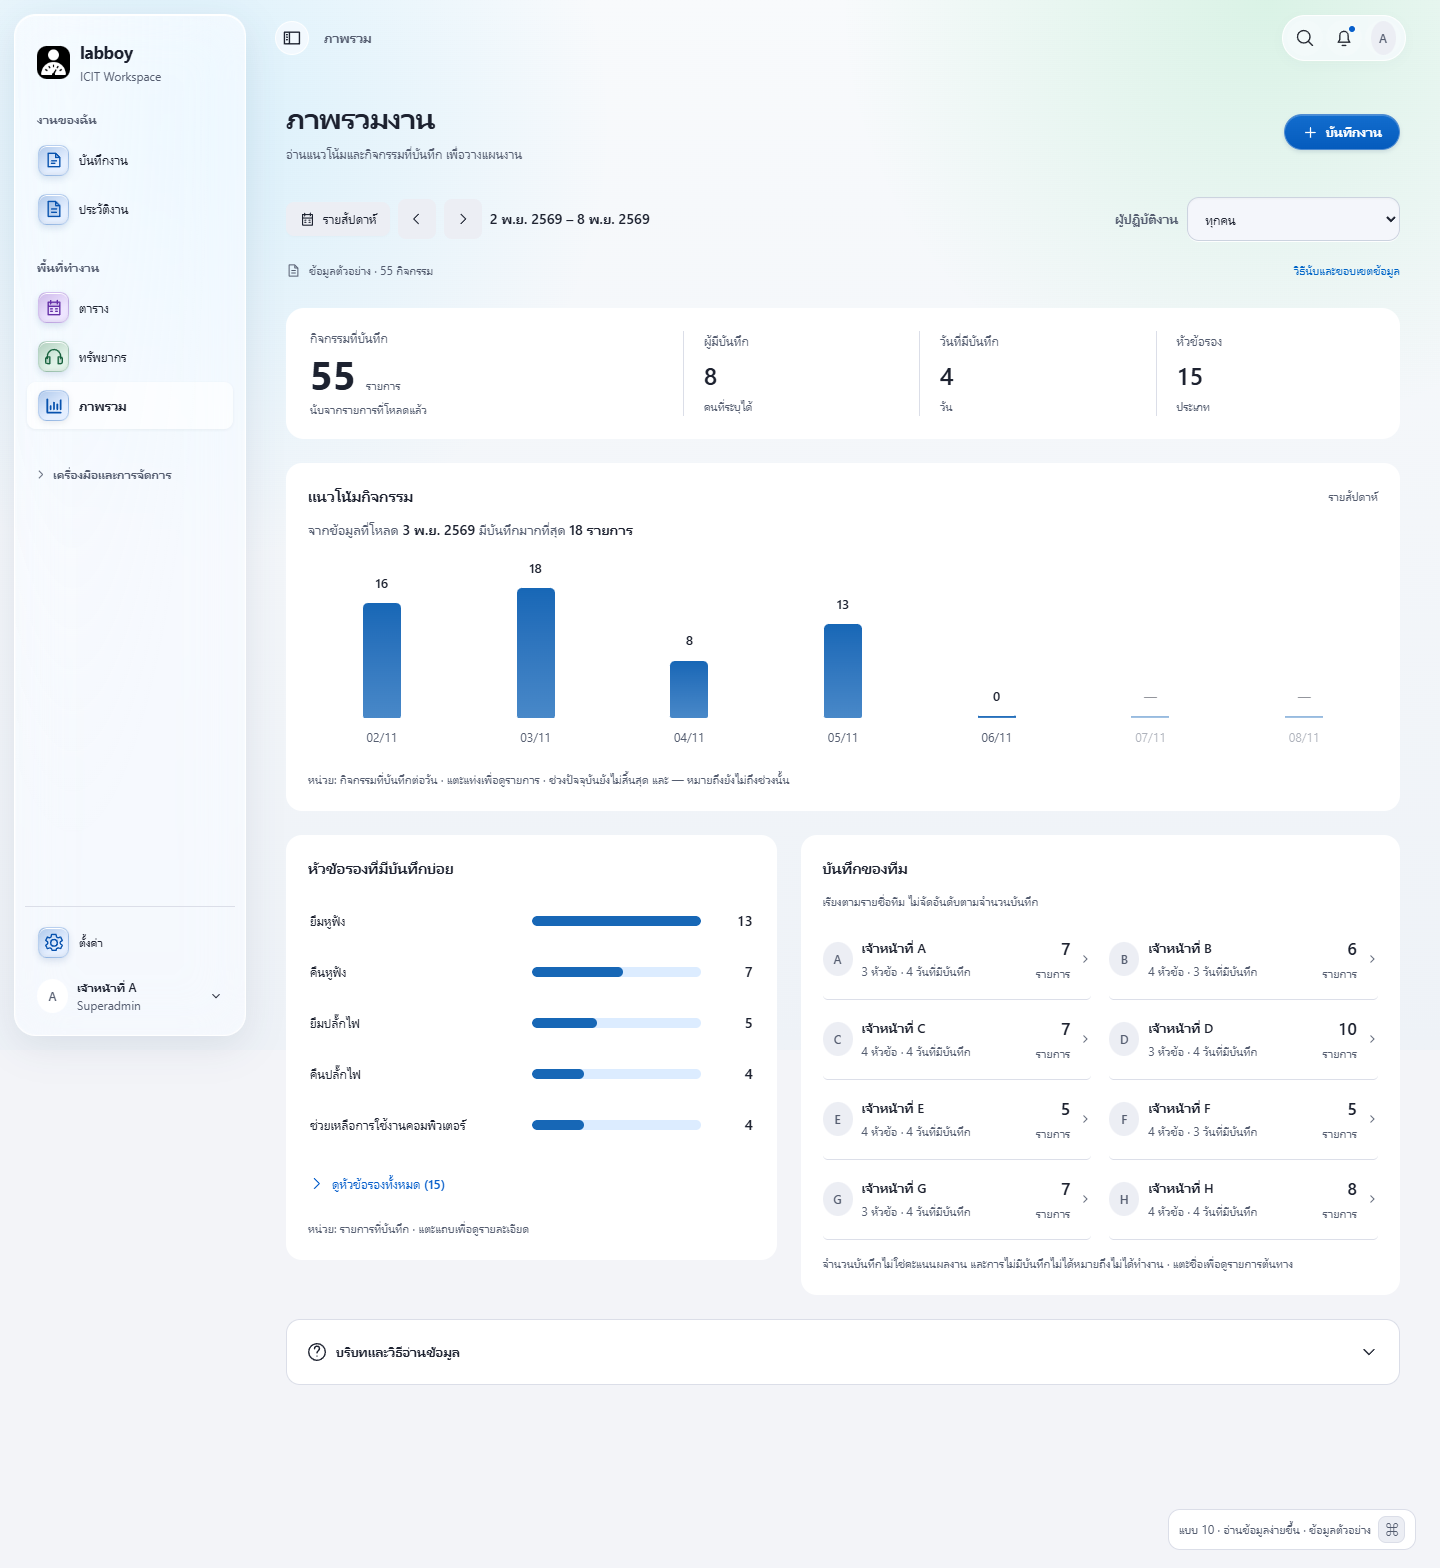 labboy
ICIT Workspace
งานของฉัน
บันทึกงาน
ประวัติงาน
พื้นที่ทำงาน
ตาราง
ทรัพยากร
ภาพรวม
เครื่องมือและการจัดการ
ตั้งค่า
A
เจ้าหน้าที่ A
Superadmin
ภาพรวม
A
ภาพรวมงาน
อ่านแนวโน้มและกิจกรรมที่บันทึก เพื่อวางแผนงาน
บันทึกงาน
รายสัปดาห์
2 พ.ย. 2569 – 8 พ.ย. 2569
ผู้ปฏิบัติงาน
ทุกคน
ข้อมูลตัวอย่าง · 55 กิจกรรม
วิธีนับและขอบเขตข้อมูล
กิจกรรมที่บันทึก
55 รายการ
นับจากรายการที่โหลดแล้ว
ผู้มีบันทึก
8
คนที่ระบุได้
วันที่มีบันทึก
4
วัน
หัวข้อรอง
15
ประเภท
แนวโน้มกิจกรรม
รายสัปดาห์
จากข้อมูลที่โหลด 3 พ.ย. 2569 มีบันทึกมากที่สุด 18 รายการ
16
18
8
13
0
—
—
02/11
03/11
04/11
05/11
06/11
07/11
08/11
หน่วย: กิจกรรมที่บันทึกต่อวัน · แตะแท่งเพื่อดูรายการ · ช่วงปัจจุบันยังไม่สิ้นสุด และ — หมายถึงยังไม่ถึงช่วงนั้น
หัวข้อรองที่มีบันทึกบ่อย
ยืมหูฟัง 13
คืนหูฟัง 7
ยืมปลั๊กไฟ 5
คืนปลั๊กไฟ 4
ช่วยเหลือการใช้งานคอมพิวเตอร์ 4
ดูหัวข้อรองทั้งหมด (15)
หน่วย: รายการที่บันทึก · แตะแถบเพื่อดูรายละเอียด
บันทึกของทีม
เรียงตามรายชื่อทีม ไม่จัดอันดับตามจำนวนบันทึก
A
เจ้าหน้าที่ A
3 หัวข้อ · 4 วันที่มีบันทึก
7
รายการ
B
เจ้าหน้าที่ B
4 หัวข้อ · 3 วันที่มีบันทึก
6
รายการ
C
เจ้าหน้าที่ C
4 หัวข้อ · 4 วันที่มีบันทึก
7
รายการ
D
เจ้าหน้าที่ D
3 หัวข้อ · 4 วันที่มีบันทึก
10
รายการ
E
เจ้าหน้าที่ E
4 หัวข้อ · 4 วันที่มีบันทึก
5
รายการ
F
เจ้าหน้าที่ F
4 หัวข้อ · 3 วันที่มีบันทึก
5
รายการ
G
เจ้าหน้าที่ G
3 หัวข้อ · 4 วันที่มีบันทึก
7
รายการ
H
เจ้าหน้าที่ H
4 หัวข้อ · 4 วันที่มีบันทึก
8
รายการ
จำนวนบันทึกไม่ใช่คะแนนผลงาน และการไม่มีบันทึกไม่ได้หมายถึงไม่ได้ทำงาน · แตะชื่อเพื่อดูรายการต้นทาง
บริบทและวิธีอ่านข้อมูล
แบบ 10 · อ่านข้อมูลง่ายขึ้น · ข้อมูลตัวอย่าง ⌘